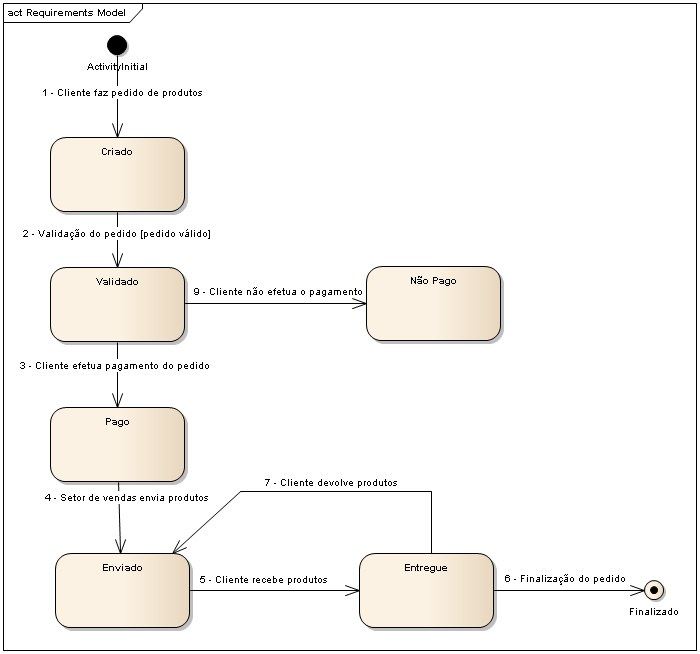 act Requirements Model
ActivityInitial
1 - Cliente faz pedido de produtos
Criado
2 - Validação do pedido [pedido válido]
Validado
9 - Cliente não efetua o pagamento
Não Pago
3 - Cliente efetua pagamento do pedido
Pago
7 - Cliente devolve produtos
4 - Setor de vendas envia produtos
Enviado
5 - Cliente recebe produtos
Entregue
6 - Finalização do pedido
Finalizado